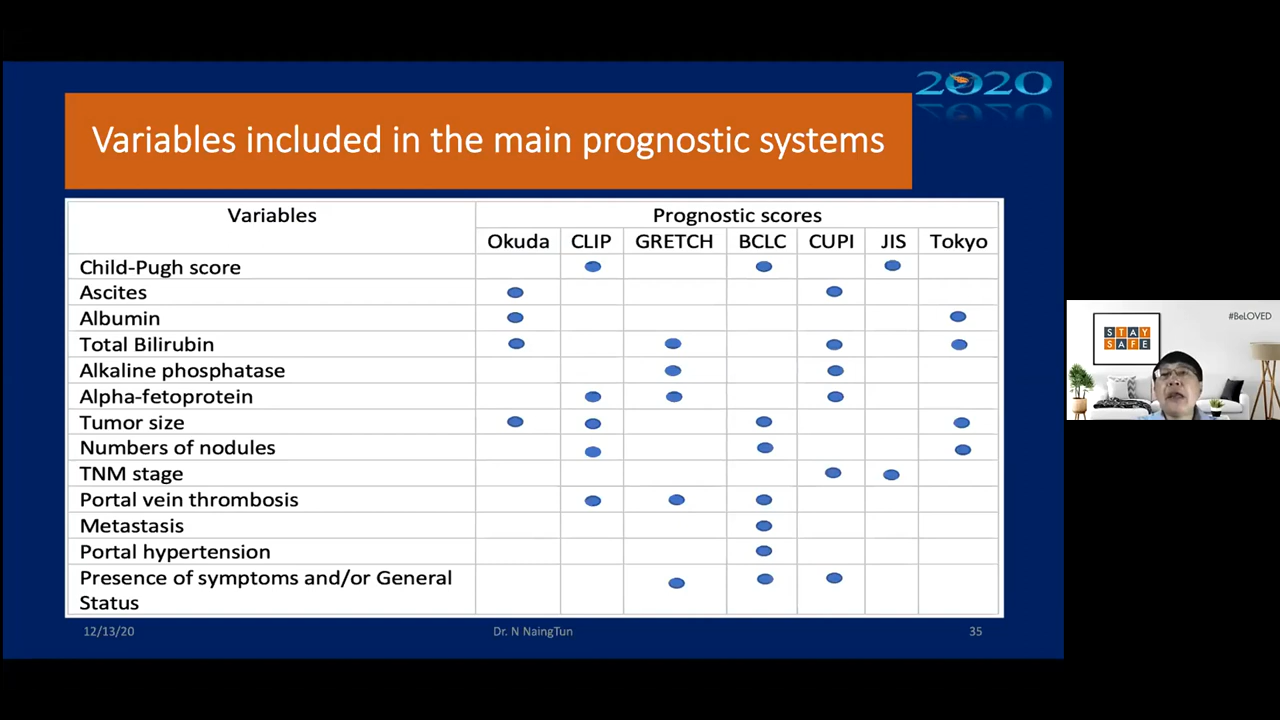 2020
Variables included in the main prognostic systems
Variables Prognostic scores
Okuda CLIP GRETCH BCLC CUPI JIS Tokyo
Child-Pugh score
Ascites
Albumin
Total Bilirubin
Alkaline phosphatase
Alpha-fetoprotein
Tumor size
Numbers of nodules
TNM stage
Portal vein thrombosis
Metastasis
Portal hypertension
Presence of symptoms and/or General
Status
12/13/20 Dr. N NaingTun 35
#BeLOVED
STAY
SAFE